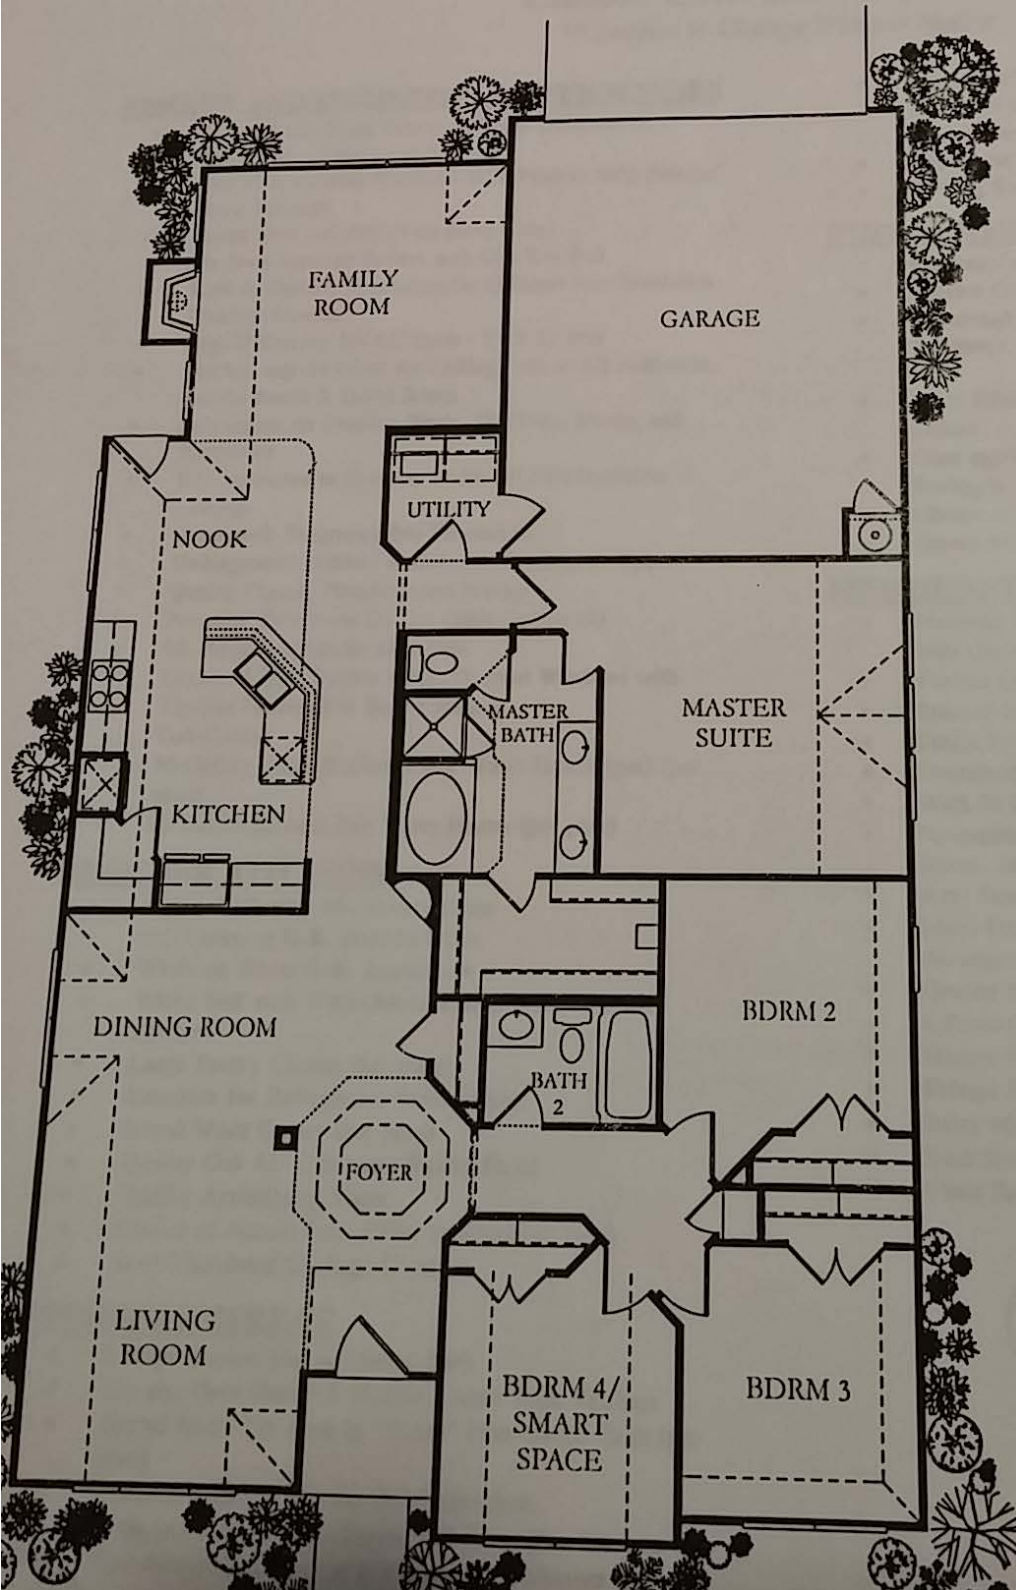 FAMILY
ROOM
GARAGE
UTILITY
NOOK
MASTER
BATH
MASTER
SUITE
KITCHEN
BDRM 2
DINING ROOM
BATH
2
FOYER
LIVING
ROOM
BDRM 4/
SMART
SPACE
BDRM 3